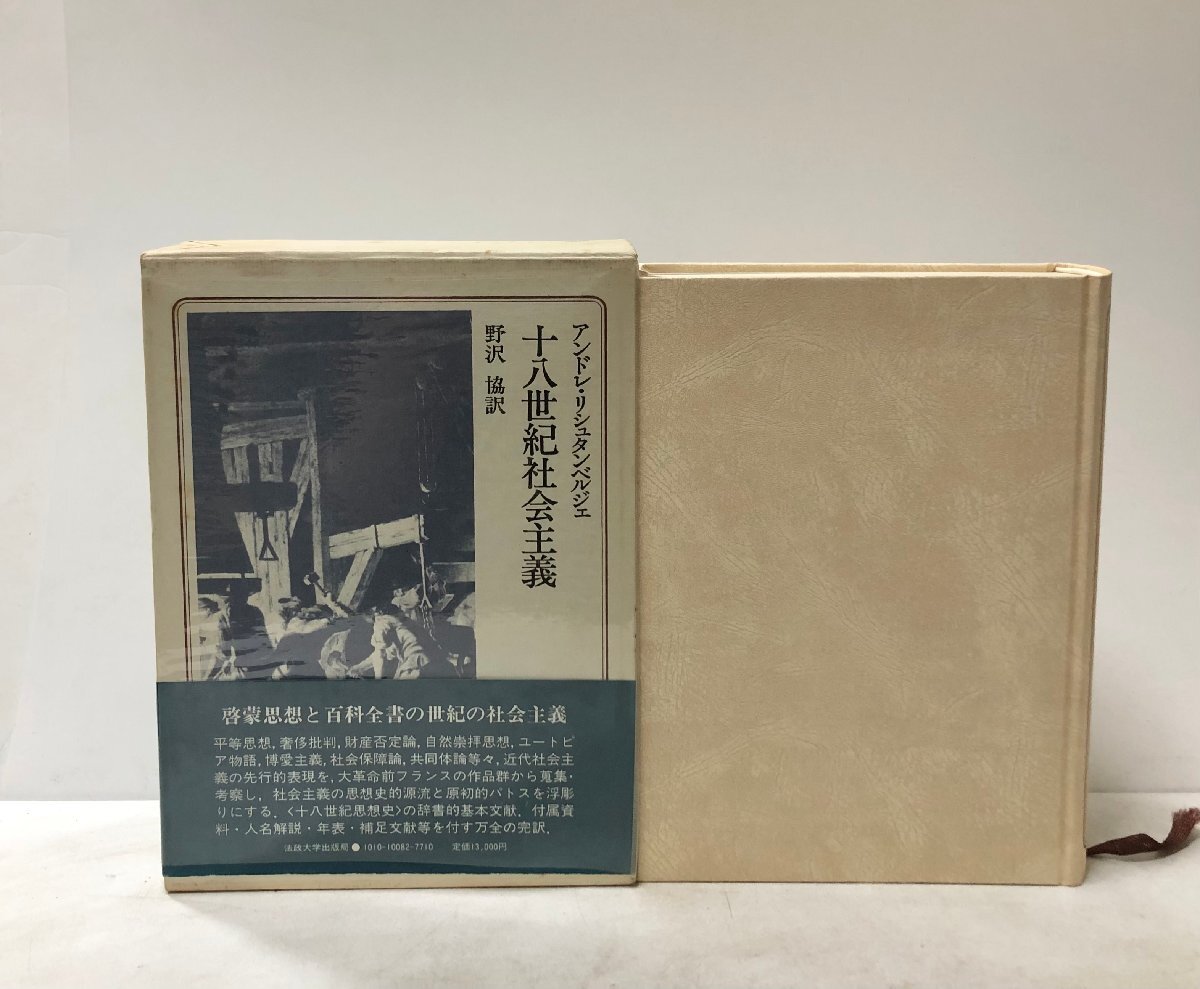 アンドレ・リシュタンベルジェ
十八世紀社会主義
野沢 協訳
啓蒙思想と百科全書の世紀の社会主義
平等思想, 奢侈批判, 財産否定論, 自然崇拝思想, ユートピ
ア物語, 博愛主義, 社会保障論, 共同体論等々, 近代社会主
義の先行的表現を, 大革命前フランスの作品群から蒐集・
考察し, 社会主義の思想史的源流と原初的パトスを浮彫
りにする. 〈十八世紀思想史〉の辞書的基本文献. 付属資
料・人名解説・年表・補足文献等を付す万全の完訳.
法政大学出版局 ● 1010-10082-7710 定価13,000円